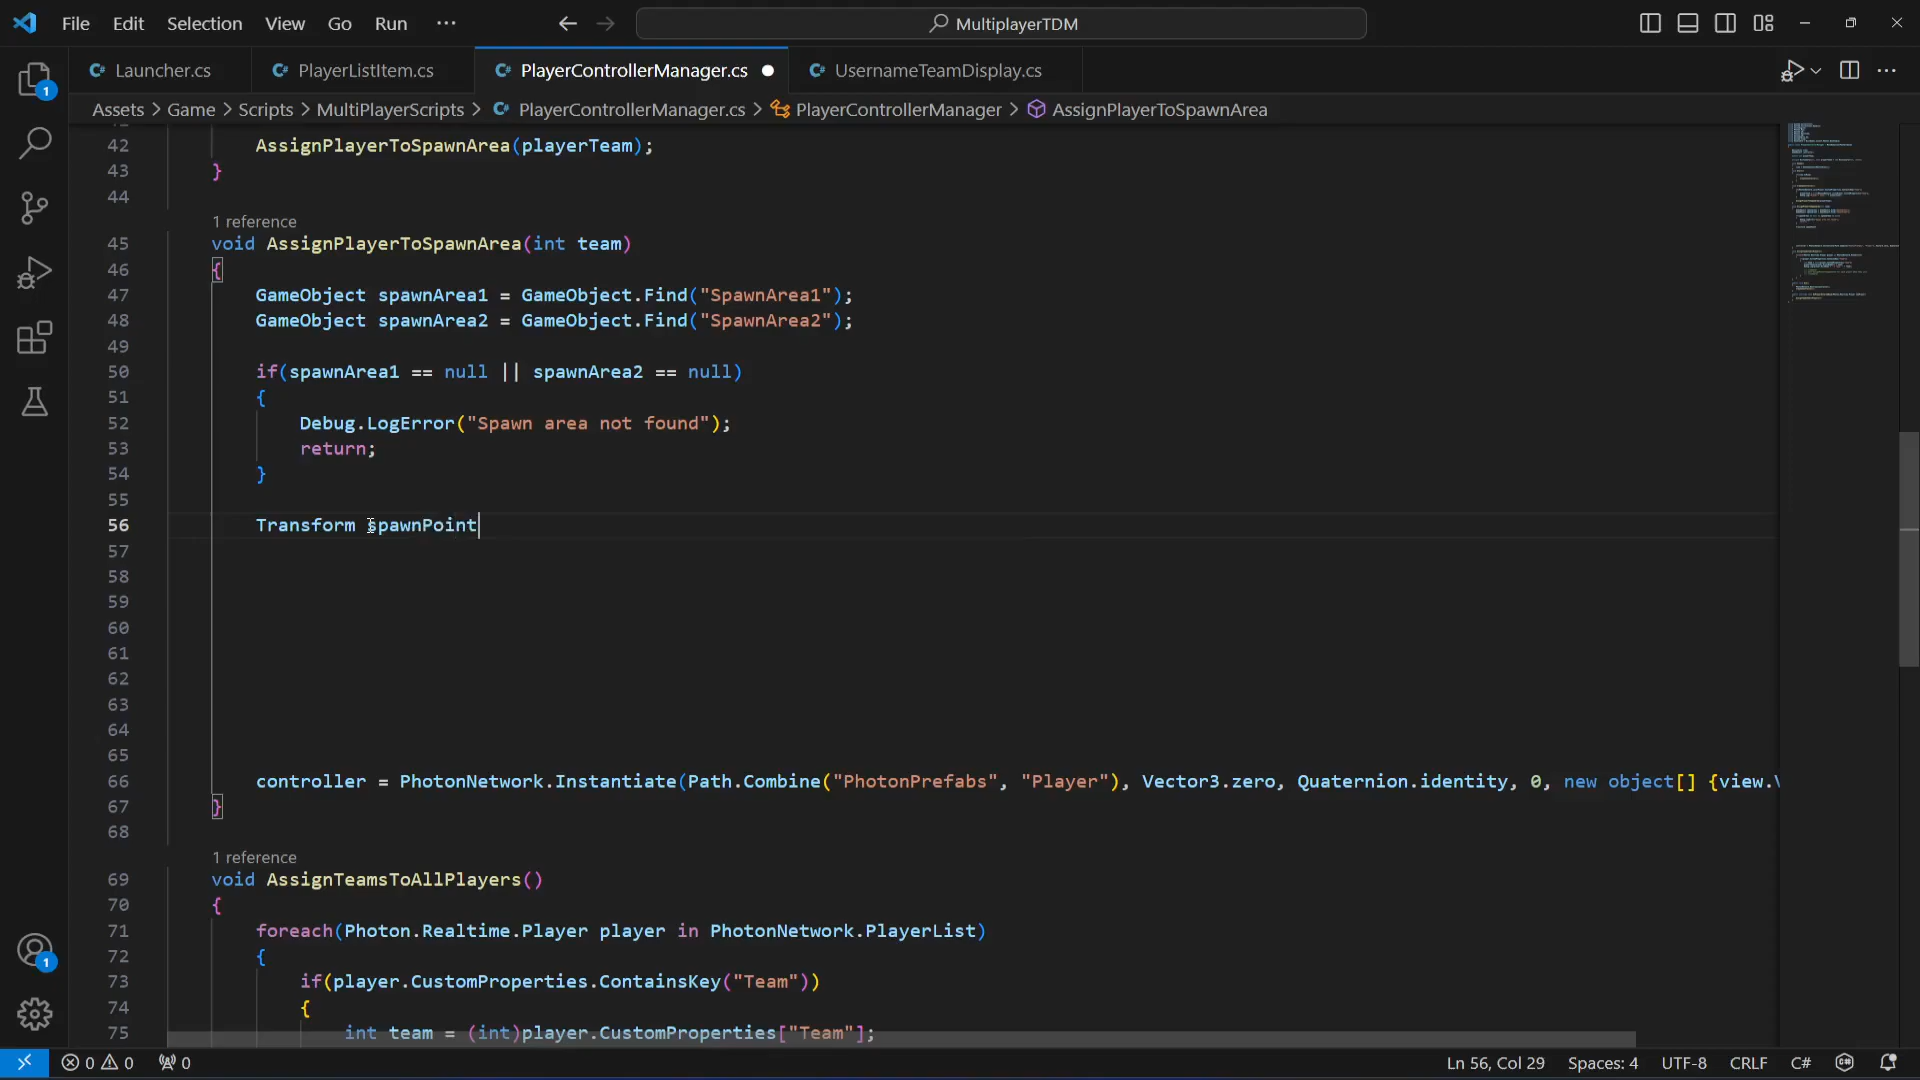 File Edit Selection View Go Run ··· MultiplayerTDM
Launcher.cs PlayerListItem.cs PlayerControllerManager.cs UsernameTeamDisplay.cs
Assets > Game > Scripts > MultiPlayerScripts > PlayerControllerManager.cs > PlayerControllerManager > AssignPlayerToSpawnArea
42 AssignPlayerToSpawnArea(playerTeam);
43 }
44
1 reference
45 void AssignPlayerToSpawnArea(int team)
46 {
47 GameObject spawnArea1 = GameObject.Find("SpawnArea1");
48 GameObject spawnArea2 = GameObject.Find("SpawnArea2");
49
50 if(spawnArea1 == null || spawnArea2 == null)
51 {
52 Debug.LogError("Spawn area not found");
53 return;
54 }
55
56 Transform spawnPoint
57
58
59
60
61
62
63
64
65
66 controller = PhotonNetwork.Instantiate(Path.Combine("PhotonPrefabs", "Player"), Vector3.zero, Quaternion.identity, 0, new object[] {view.
67 }
68
1 reference
69 void AssignTeamsToAllPlayers()
70 {
71 foreach(Photon.Realtime.Player player in PhotonNetwork.PlayerList)
72 {
73 if(player.CustomProperties.ContainsKey("Team"))
74 {
75 int team = (int)player.CustomProperties["Team"];
1
1
0 0 0 Ln 56, Col 29 Spaces: 4 UTF-8 CRLF C#